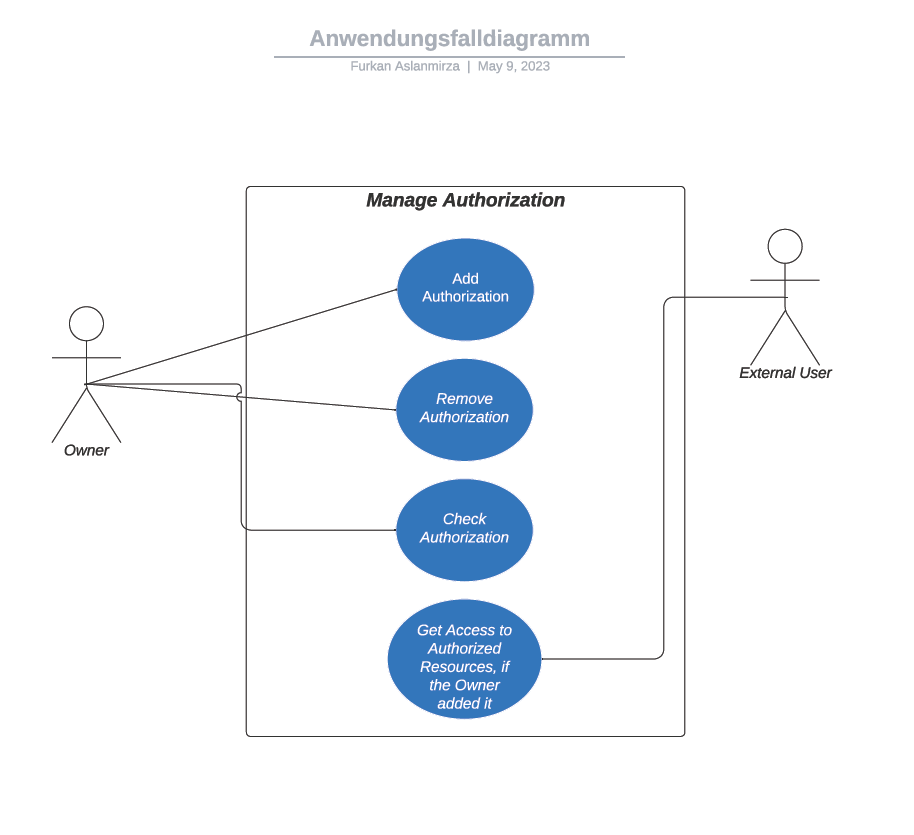 Anwendungsfalldiagramm
Furkan Aslanmirza | May 9, 2023
Manage Authorization
Add
Authorization
Remove
Authorization
Check
Authorization
Get Access to
Authorized
Resources, if
the Owner
added it
Owner
External User